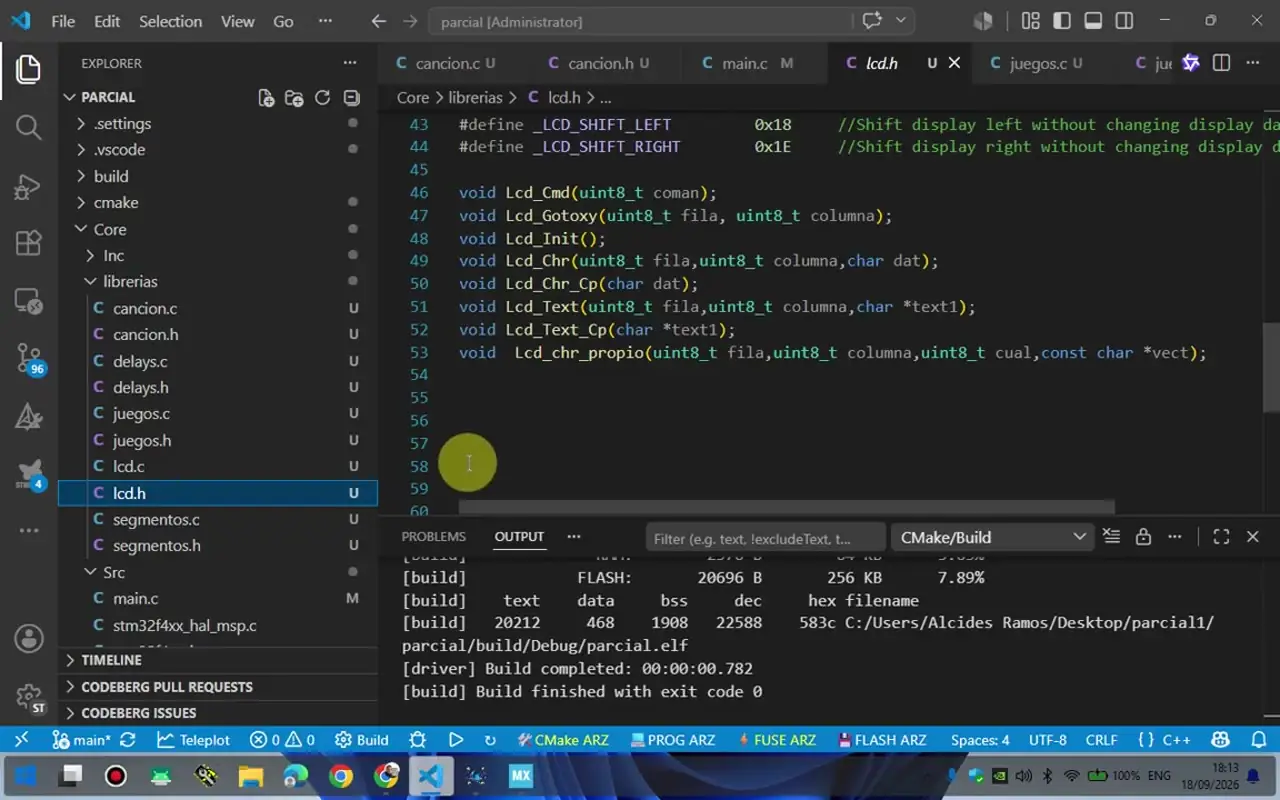 File Edit Selection View Go ··· parcial [Administrator]
EXPLORER
PARCIAL
.settings
.vscode
build
cmake
Core
Inc
librerias
cancion.c U
cancion.h U
delays.c U
delays.h U
juegos.c U
juegos.h U
lcd.c U
lcd.h U
segmentos.c U
segmentos.h U
Src
main.c M
stm32f4xx_hal_msp.c
TIMELINE
CODEBERG PULL REQUESTS
CODEBERG ISSUES
96
4
ST
cancion.c U cancion.h U main.c M lcd.h U juegos.c U
Core > librerias > C lcd.h > ...
43 #define _LCD_SHIFT_LEFT 0x18 //Shift display left without changing display da
44 #define _LCD_SHIFT_RIGHT 0x1E //Shift display right without changing display d
45
46 void Lcd_Cmd(uint8_t coman);
47 void Lcd_Gotoxy(uint8_t fila, uint8_t columna);
48 void Lcd_Init();
49 void Lcd_Chr(uint8_t fila,uint8_t columna,char dat);
50 void Lcd_Chr_Cp(char dat);
51 void Lcd_Text(uint8_t fila,uint8_t columna,char *text1);
52 void Lcd_Text_Cp(char *text1);
53 void Lcd_chr_propio(uint8_t fila,uint8_t columna,uint8_t cual,const char *vect);
54
55
56
57
58
59
60
PROBLEMS OUTPUT ··· Filter (e.g. text, !excludeText, t... CMake/Build
[build] FLASH: 20696 B 256 KB 7.89%
[build] text data bss dec hex filename
[build] 20212 468 1908 22588 583c C:/Users/Alcides Ramos/Desktop/parcial1/
parcial/build/Debug/parcial.elf
[driver] Build completed: 00:00:00.782
[build] Build finished with exit code 0
main* Teleplot 0 0 Build CMake ARZ PROG ARZ FUSE ARZ FLASH ARZ Spaces: 4 UTF-8 CRLF {} C++
MX 100% ENG 18:13
18/09/2026